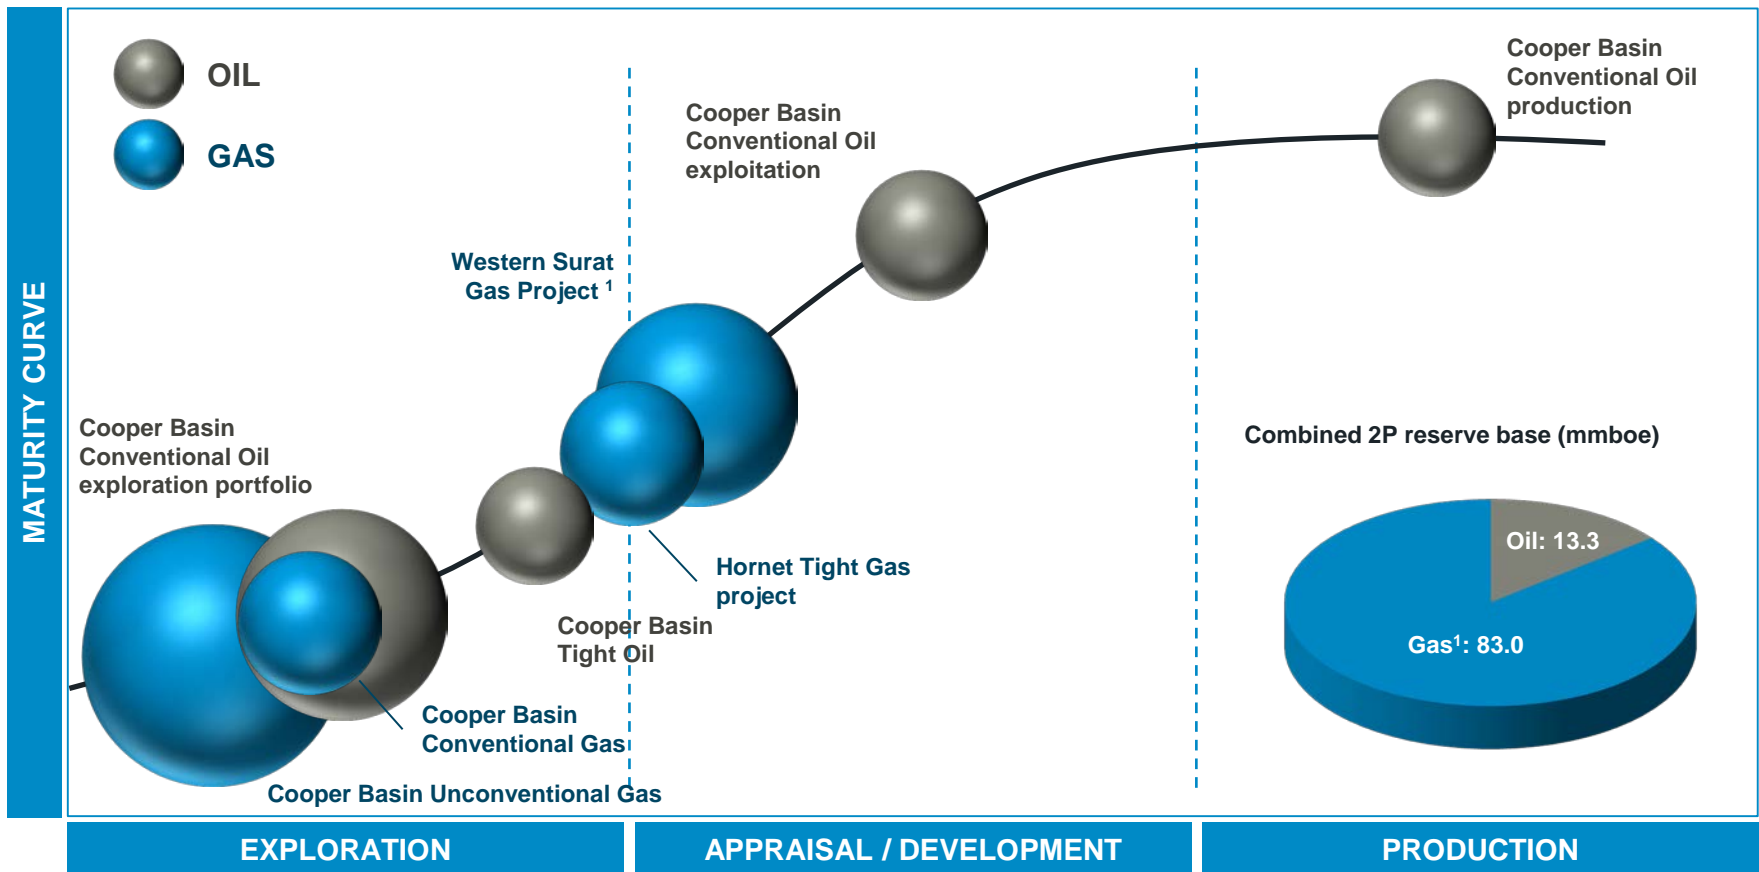 MATURITY CURVE
OIL
GAS
Cooper Basin
Conventional Oil
production
Cooper Basin
Conventional Oil
exploitation
Western Surat
Gas Project ¹
Cooper Basin
Conventional Oil
exploration portfolio
Combined 2P reserve base (mmboe)
Oil: 13.3
Gas¹: 83.0
Hornet Tight Gas
project
Cooper Basin
Tight Oil
Cooper Basin
Conventional Gas
Cooper Basin Unconventional Gas
EXPLORATION
APPRAISAL / DEVELOPMENT
PRODUCTION